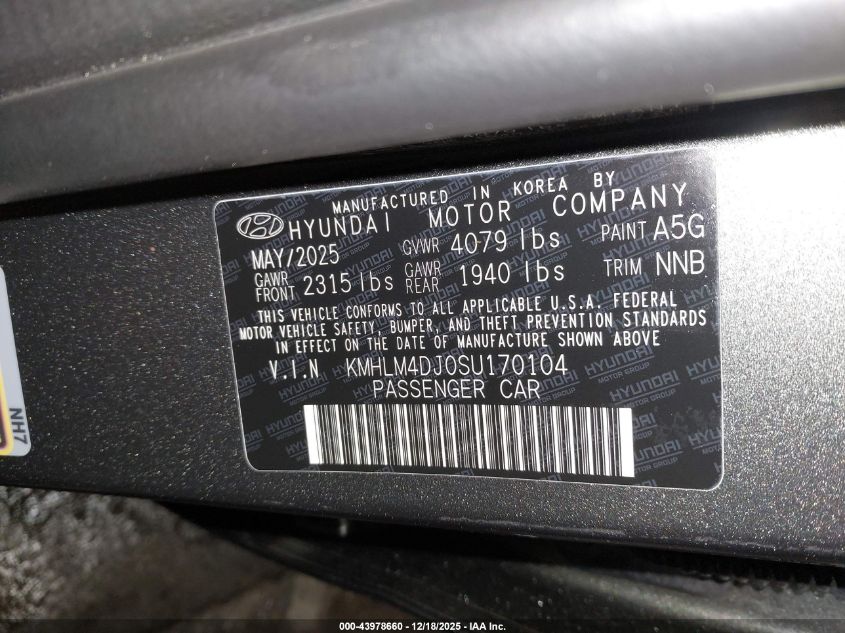 MANUFACTURED IN KOREA BY
HYUNDAI MOTOR COMPANY
MAY/2025 GVWR 4079 lbs PAINT A5G
GAWR FRONT 2315 lbs GAWR REAR 1940 lbs TRIM NNB
THIS VEHICLE CONFORMS TO ALL APPLICABLE U.S.A. FEDERAL
MOTOR VEHICLE SAFETY, BUMPER, AND THEFT PREVENTION STANDARDS
IN EFFECT ON THE DATE OF MANUFACTURE SHOWN ABOVE
V.I.N KMHLM4DJ0SU170104
PASSENGER CAR
NH7
000-43978660 - 12/18/2025 - IAA Inc.